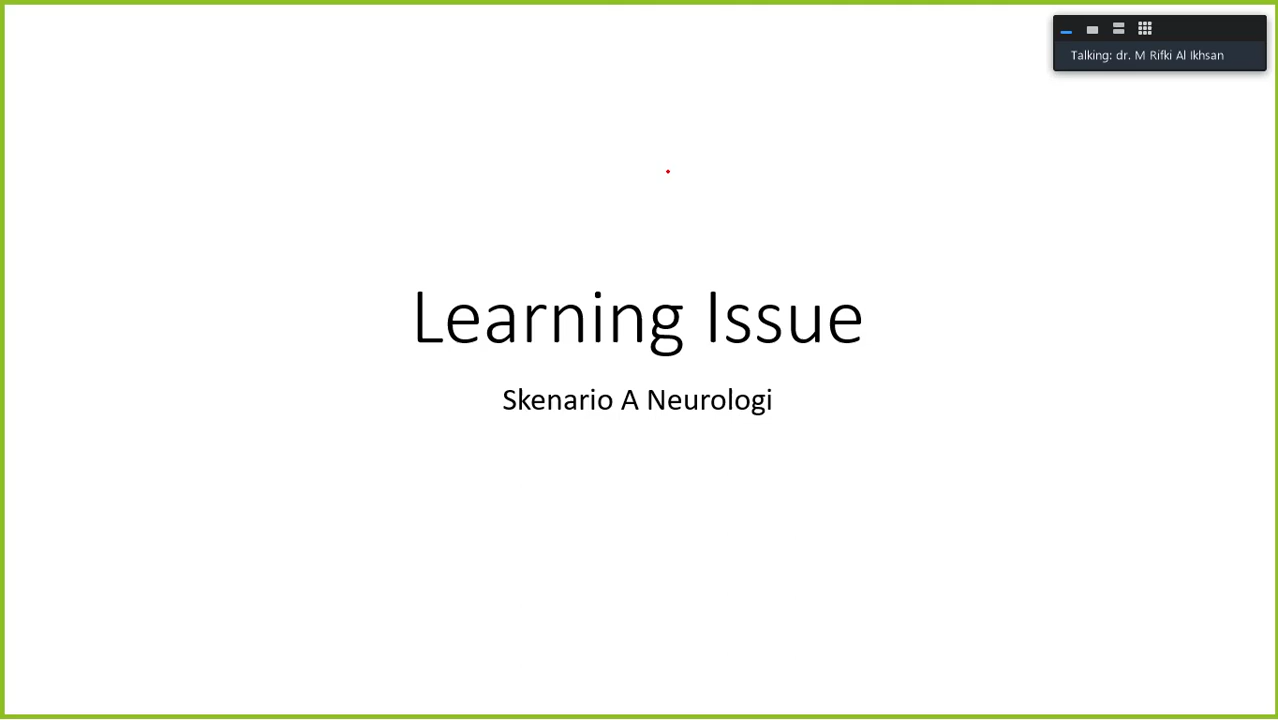 Talking: dr. M Rifki Al Ikhsan
Learning Issue
Skenario A Neurologi